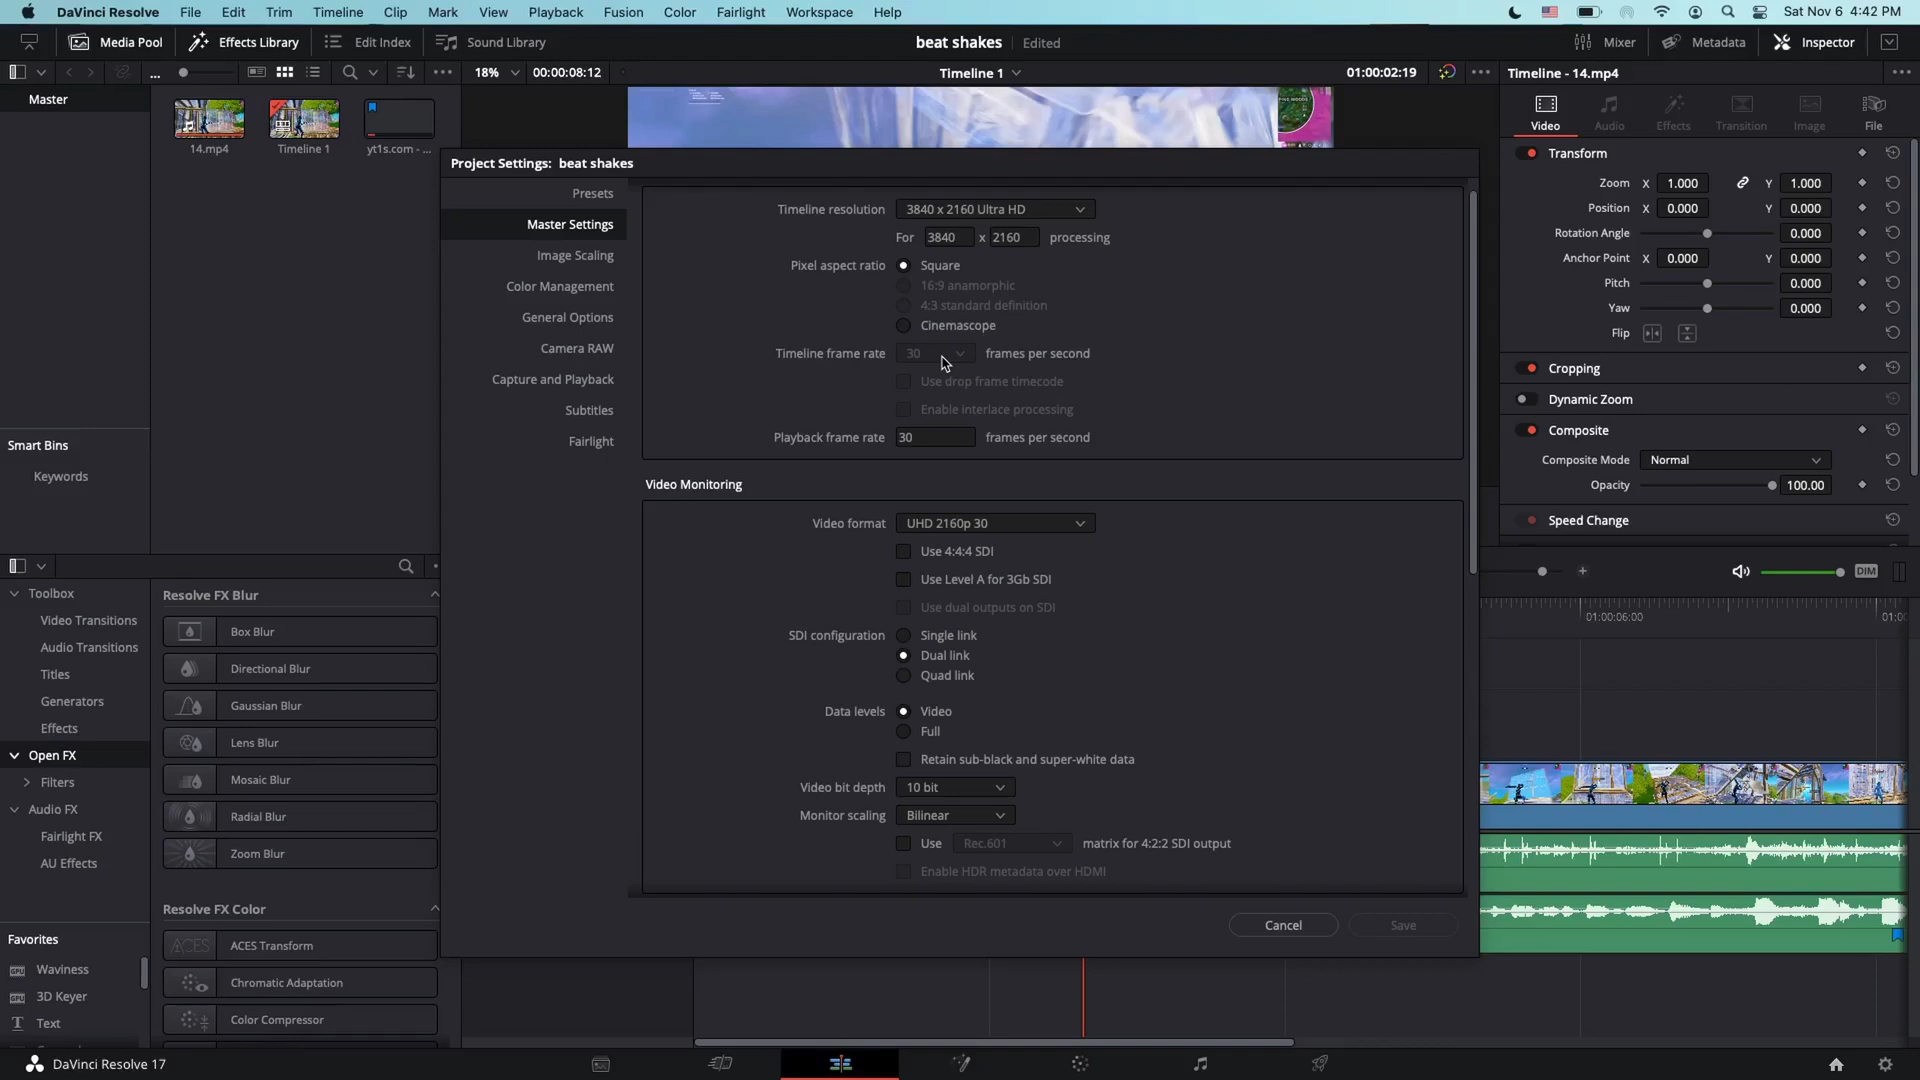 DaVinci Resolve File Edit Trim Timeline Clip Mark View Playback Fusion Color Fairlight Workspace Help Sat Nov 6 4:42 PM
Media Pool Effects Library Edit Index Sound Library beat shakes Edited Mixer Metadata Inspector
... 18% 00:00:08:12 Timeline 1 01:00:02:19 Timeline - 14.mp4
Master
14.mp4 Timeline 1 yt1s.com - ...
Smart Bins
Keywords
Project Settings: beat shakes
Presets
Master Settings
Image Scaling
Color Management
General Options
Camera RAW
Capture and Playback
Subtitles
Fairlight
Timeline resolution 3840 x 2160 Ultra HD
For 3840 x 2160 processing
Pixel aspect ratio Square
16:9 anamorphic
4:3 standard definition
Cinemascope
Timeline frame rate 30 frames per second
Use drop frame timecode
Enable interlace processing
Playback frame rate 30 frames per second
Video Monitoring
Video format UHD 2160p 30
Use 4:4:4 SDI
Use Level A for 3Gb SDI
Use dual outputs on SDI
SDI configuration Single link
Dual link
Quad link
Data levels Video
Full
Retain sub-black and super-white data
Video bit depth 10 bit
Monitor scaling Bilinear
Use Rec.601 matrix for 4:2:2 SDI output
Enable HDR metadata over HDMI
Cancel Save
Video Audio Effects Transition Image File
Transform
Zoom X 1.000 Y 1.000
Position X 0.000 Y 0.000
Rotation Angle 0.000
Anchor Point X 0.000 Y 0.000
Pitch 0.000
Yaw 0.000
Flip
Cropping
Dynamic Zoom
Composite
Composite Mode Normal
Opacity 100.00
Speed Change
DIM
01:00:06:00 01:00
Toolbox
Video Transitions
Audio Transitions
Titles
Generators
Effects
Open FX
Filters
Audio FX
Fairlight FX
AU Effects
Favorites
Waviness
3D Keyer
Text
Resolve FX Blur
Box Blur
Directional Blur
Gaussian Blur
Lens Blur
Mosaic Blur
Radial Blur
Zoom Blur
Resolve FX Color
ACES Transform
Chromatic Adaptation
Color Compressor
DaVinci Resolve 17